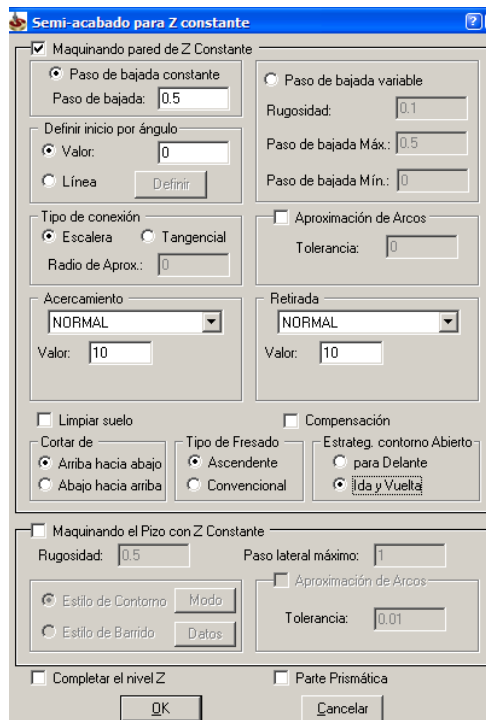 Semi-acabado para Z constante
?
Maquinando pared de Z Constante
Paso de bajada constante
Paso de bajada: 0.5
Paso de bajada variable
Rugosidad: 0.1
Paso de bajada Máx.: 0.5
Paso de bajada Mín.: 0
Definir inicio por ángulo
Valor: 0
Línea Definir
Tipo de conexión
Escalera Tangencial
Radio de Aprox.: 0
Aproximación de Arcos
Tolerancia: 0
Acercamiento
NORMAL
Valor: 10
Retirada
NORMAL
Valor: 10
Limpiar suelo Compensación
Cortar de
Arriba hacia abajo
Abajo hacia arriba
Tipo de Fresado
Ascendente
Convencional
Estrateg. contorno Abierto
para Delante
Ida y Vuelta
Maquinando el Pizo con Z Constante
Rugosidad: 0.5 Paso lateral máximo: 1
Estilo de Contorno Modo
Estilo de Barrido Datos
Aproximación de Arcos
Tolerancia: 0.01
Completar el nivel Z Parte Prismática
OK Cancelar